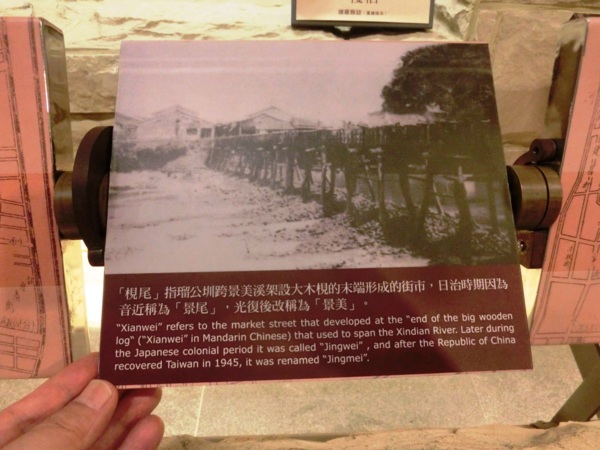 「梘尾」指瑠公圳跨景美溪架設大木梘的末端形成的街市，日治時期因為
音近稱為「景尾」，光復後改稱為「景美」。
“Xianwei” refers to the market street that developed at the “end of the big wooden
log“ (“Xianwei” in Mandarin Chinese) that used to span the Xindian River. Later during
the Japanese colonial period it was called “Jingwei” , and after the Republic of China
recovered Taiwan in 1945, it was renamed “Jingmei”.